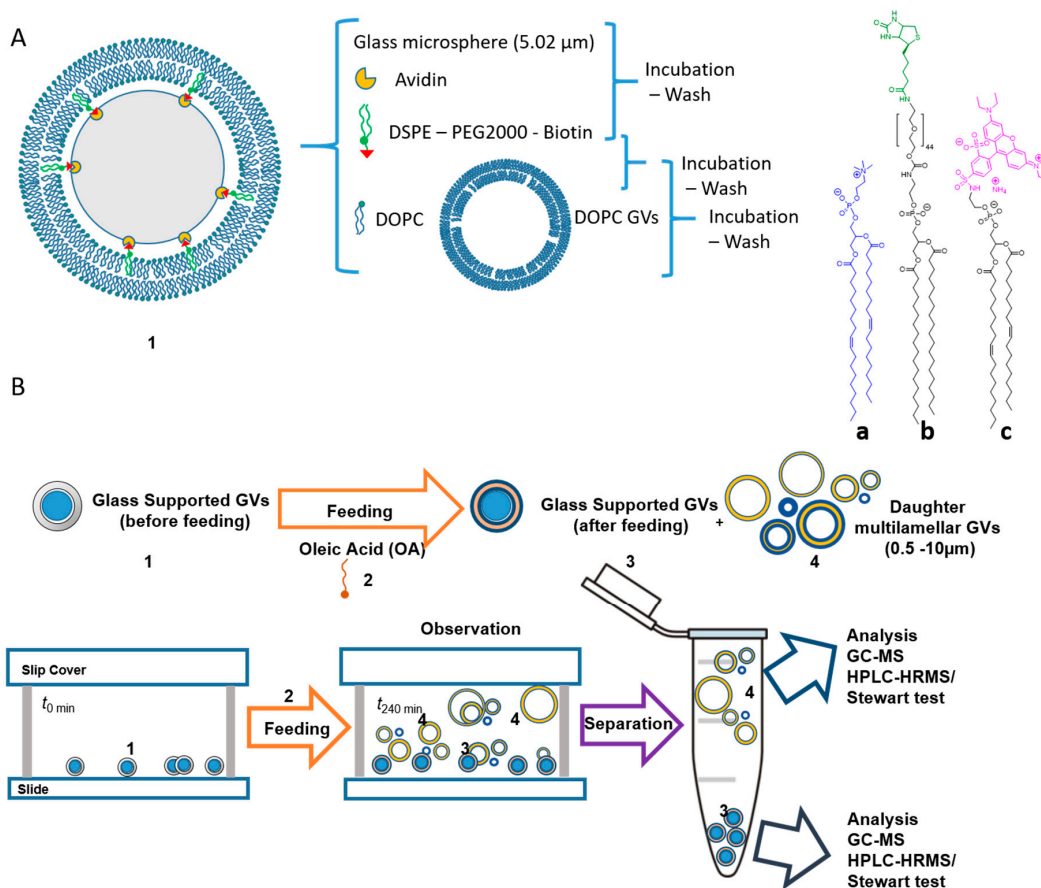 A
Glass microsphere (5.02 µm)
Avidin
DSPE – PEG2000 - Biotin
DOPC
DOPC GVs
Incubation
– Wash
Incubation
– Wash
Incubation
– Wash
1
44
a
b
c
B
Glass Supported GVs
(before feeding)
1
Feeding
Oleic Acid (OA)
2
Glass Supported GVs
(after feeding)
3
+
Daughter
multilamellar GVs
(0.5 -10µm)
4
Observation
Slip Cover
t0 min
1
Slide
2
Feeding
t240 min
4
4
3
Separation
4
3
Analysis
GC-MS
HPLC-HRMS/
Stewart test
Analysis
GC-MS
HPLC-HRMS/
Stewart test